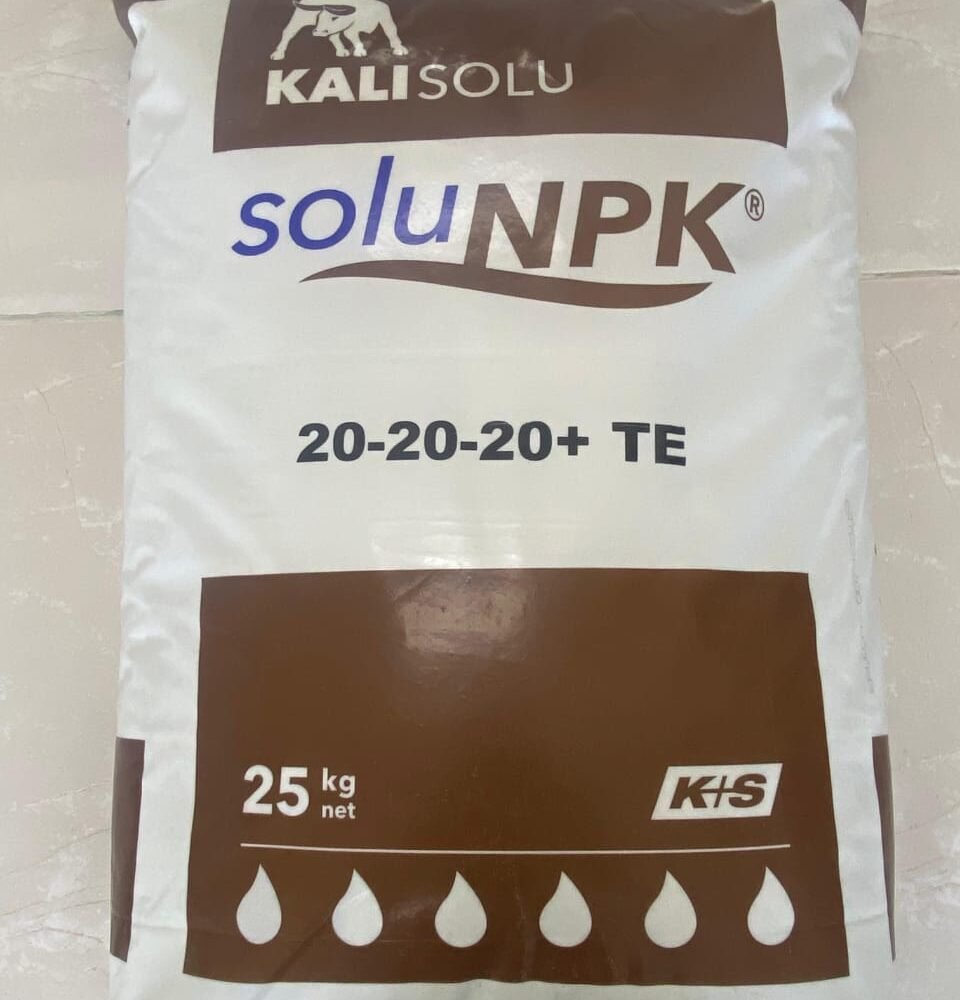 KALISOLU
soluNPK®
20-20-20+ TE
25 kg net
K+S